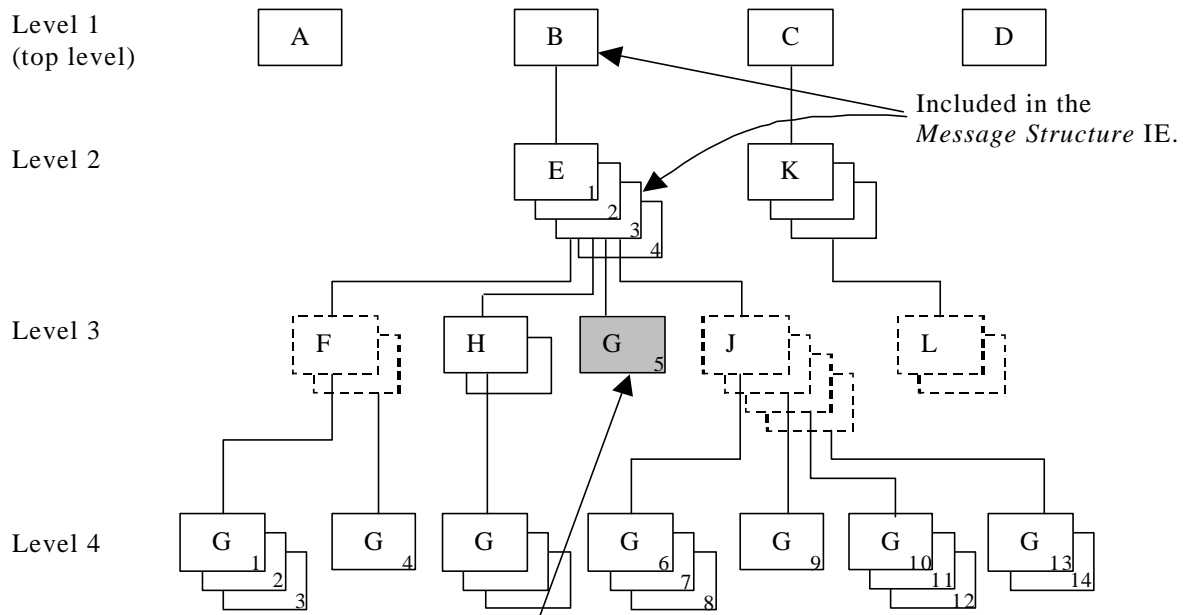 Level 1
(top level)
A
B
C
D
Included in the
Message Structure IE.
Level 2
E
1
2
3
4
K
Level 3
F
H
G
5
J
L
Level 4
G
1
2
3
G
4
G
G
6
7
8
G
9
G
10
11
12
G
13
14